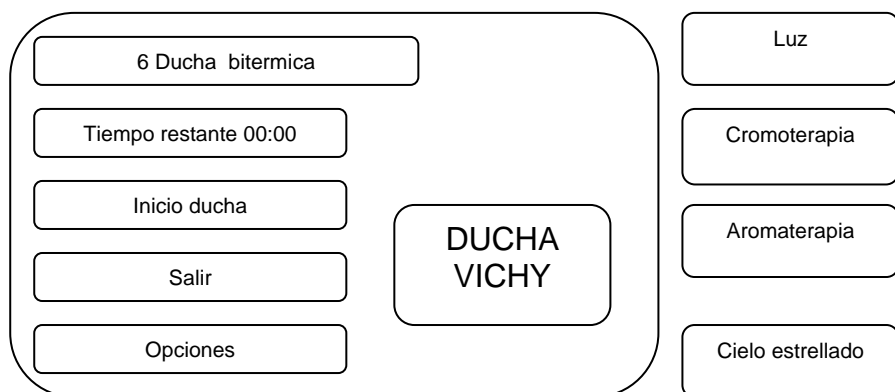 6 Ducha bitermica
Tiempo restante 00:00
Inicio ducha
Salir
Opciones
DUCHA
VICHY
Luz
Cromoterapia
Aromaterapia
Cielo estrellado